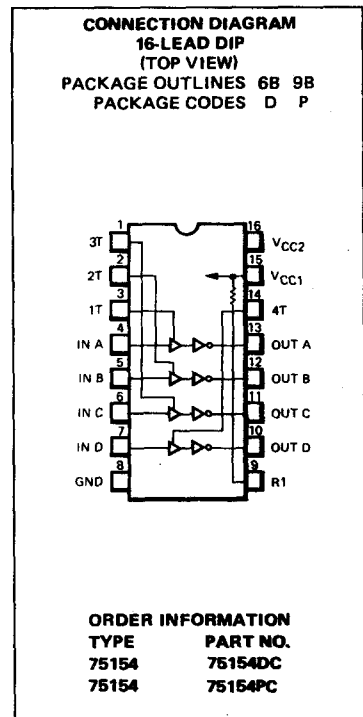 CONNECTION DIAGRAM
16-LEAD DIP
(TOP VIEW)
PACKAGE OUTLINES 6B 9B
PACKAGE CODES D P
1 3T
16 VCC2
2 2T
15 VCC1
3 1T
14 4T
4 IN A
13 OUT A
5 IN B
12 OUT B
6 IN C
11 OUT C
7 IN D
10 OUT D
8 GND
9 R1
ORDER INFORMATION
TYPE PART NO.
75154 75154DC
75154 75154PC